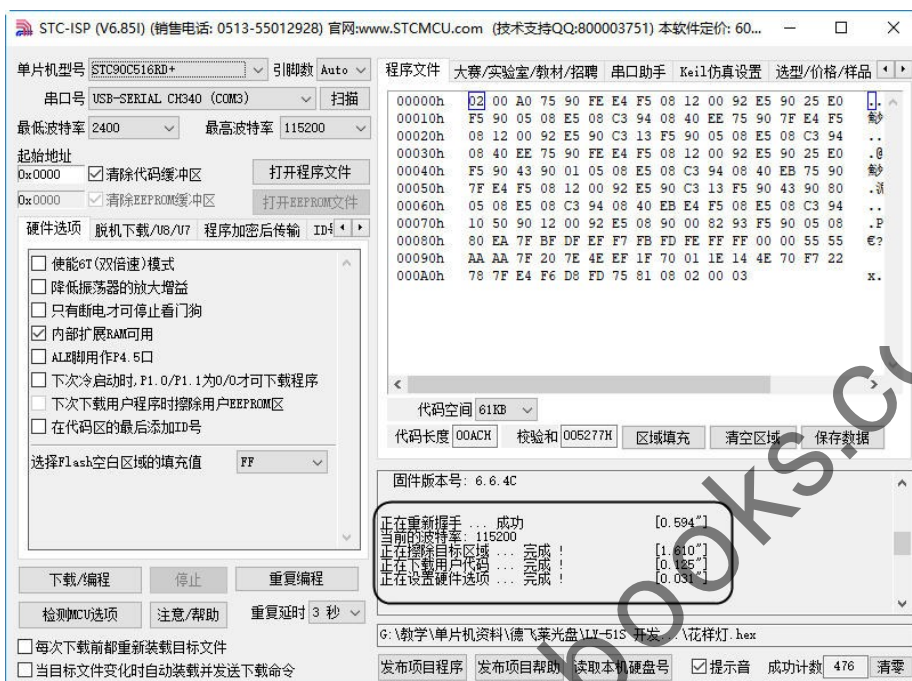 STC-ISP (V6.85I) (销售电话: 0513-55012928) 官网:www.STCMCU.com (技术支持QQ:800003751) 本软件定价: 60...
单片机型号 STC90C516RD+ 引脚数 Auto
串口号 USB-SERIAL CH340 (COM3) 扫描
最低波特率 2400 最高波特率 115200
起始地址
0x0000 清除代码缓冲区 打开程序文件
0x0000 清除EEPROM缓冲区 打开EEPROM文件
硬件选项 脱机下载/U8/U7 程序加密后传输
使能6T(双倍速)模式
降低振荡器的放大增益
只有断电才可停止看门狗
内部扩展RAM可用
ALE脚用作P4.5口
下次冷启动时,P1.0/P1.1为0/0才可下载程序
下次下载用户程序时擦除用户EEPROM区
在代码区的最后添加ID号
选择Flash空白区域的填充值 FF
下载/编程 停止 重复编程
检测MCU选项 注意/帮助 重复延时 3 秒
每次下载前都重新装载目标文件
当目标文件变化时自动装载并发送下载命令
程序文件 大赛/实验室/教材/招聘 串口助手 Keil仿真设置 选型/价格/样品
00000h 02 00 A0 75 90 FE E4 F5 08 12 00 92 E5 90 25 E0
00010h F5 90 05 08 E5 08 C3 94 08 40 EE 75 90 7F E4 F5
00020h 08 12 00 92 E5 90 C3 13 F5 90 05 08 E5 08 C3 94 ..
00030h 08 40 EE 75 90 FE E4 F5 08 12 00 92 E5 90 25 E0 .@
00040h F5 90 43 90 01 05 08 E5 08 C3 94 08 40 EB 75 90
00050h 7F E4 F5 08 12 00 92 E5 90 C3 13 F5 90 43 90 80
00060h 05 08 E5 08 C3 94 08 40 EB E4 F5 08 E5 08 C3 94 ..
00070h 10 50 90 12 00 92 E5 08 90 00 82 93 F5 90 05 08 .P
00080h 80 EA 7F BF DF EF F7 FB FD FE FF FF 00 00 55 55 €?
00090h AA AA 7F 20 7E 4E EF 1F 70 01 1E 14 4E 70 F7 22
000A0h 78 7F E4 F6 D8 FD 75 81 08 02 00 03 x.
代码空间 61KB
代码长度 00ACH 校验和 005277H 区域填充 清空区域 保存数据
固件版本号: 6.6.4C
正在重新握手 ... 成功 [0.594"]
当前的波特率: 115200
正在擦除目标区域 ... 完成 ! [1.610"]
正在下载用户代码 ... 完成 ! [0.125"]
正在设置硬件选项 ... 完成 ! [0.031"]
G:\教学\单片机资料\德飞莱光盘\LY-51S 开发...\花样灯.hex
发布项目程序 发布项目帮助 读取本机硬盘号 提示音 成功计数 476 清零